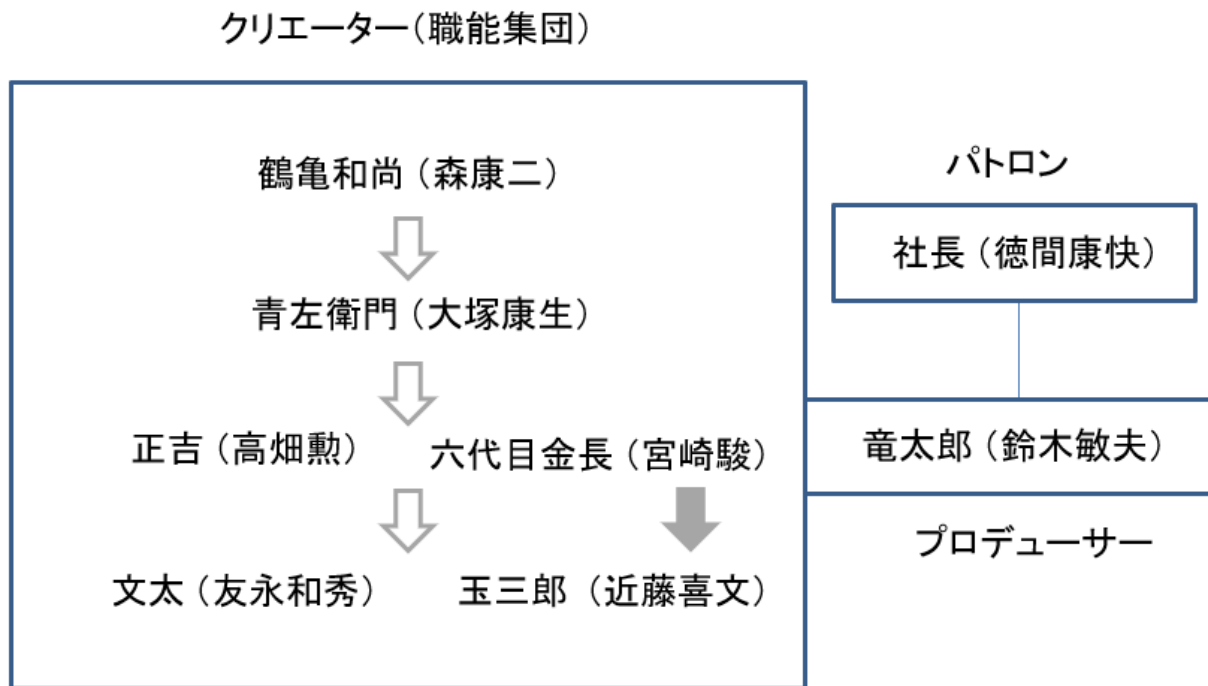 クリエーター（職能集団）
鶴亀和尚（森康二）
青左衛門（大塚康生）
正吉（高畑勲）
六代目金長（宮崎駿）
文太（友永和秀）
玉三郎（近藤喜文）
パトロン
社長（徳間康快）
竜太郎（鈴木敏夫）
プロデューサー